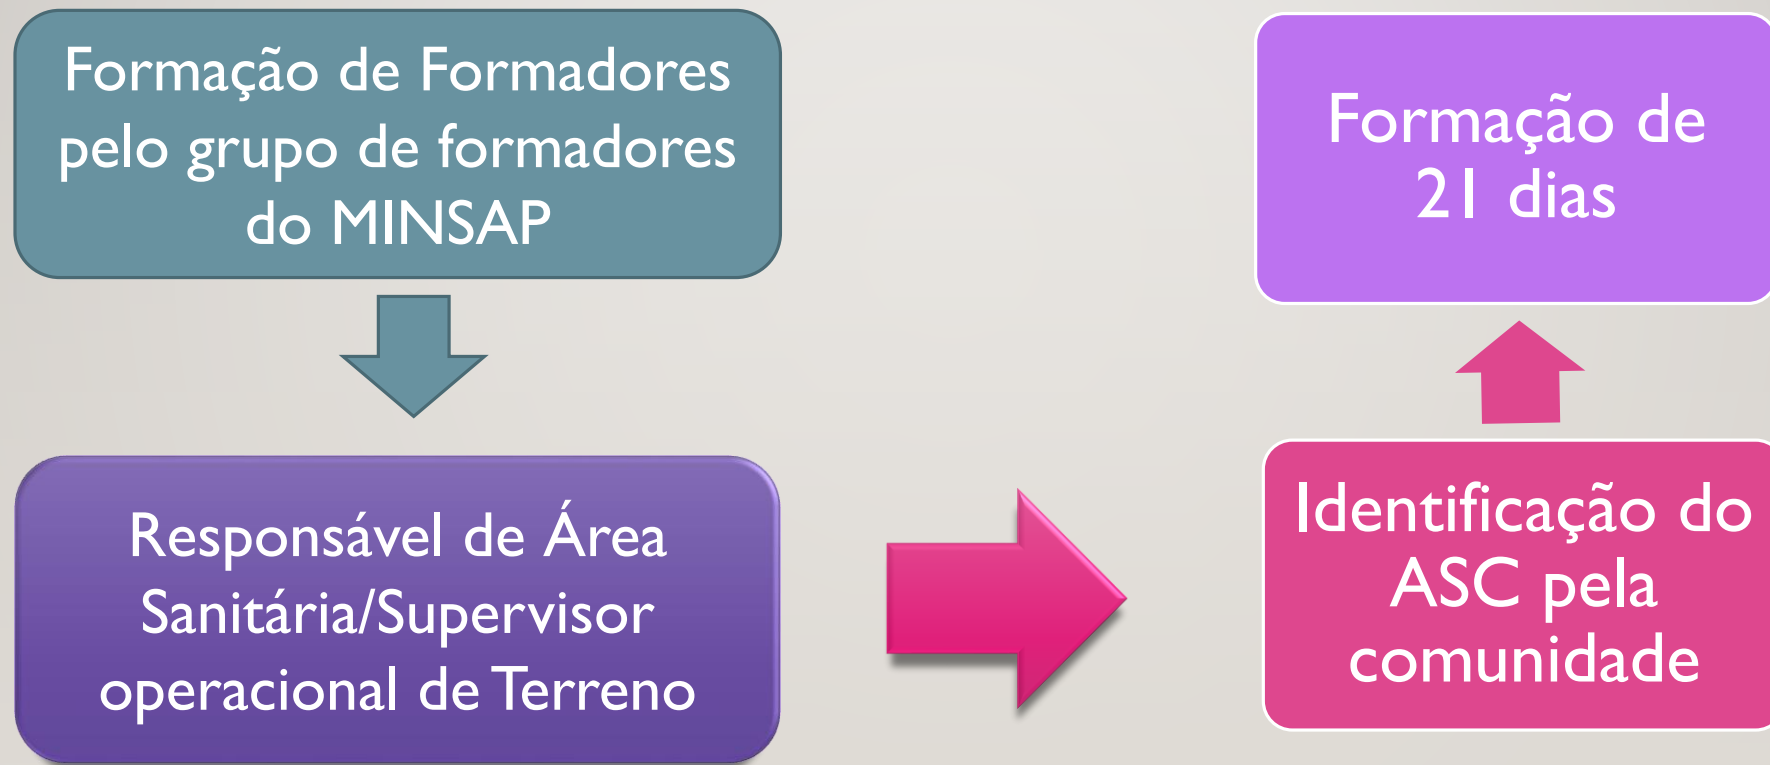 Formação de Formadores
pelo grupo de formadores
do MINSAP
Responsável de Área
Sanitária/Supervisor
operacional de Terreno
Identificação do
ASC pela
comunidade
Formação de
21 dias